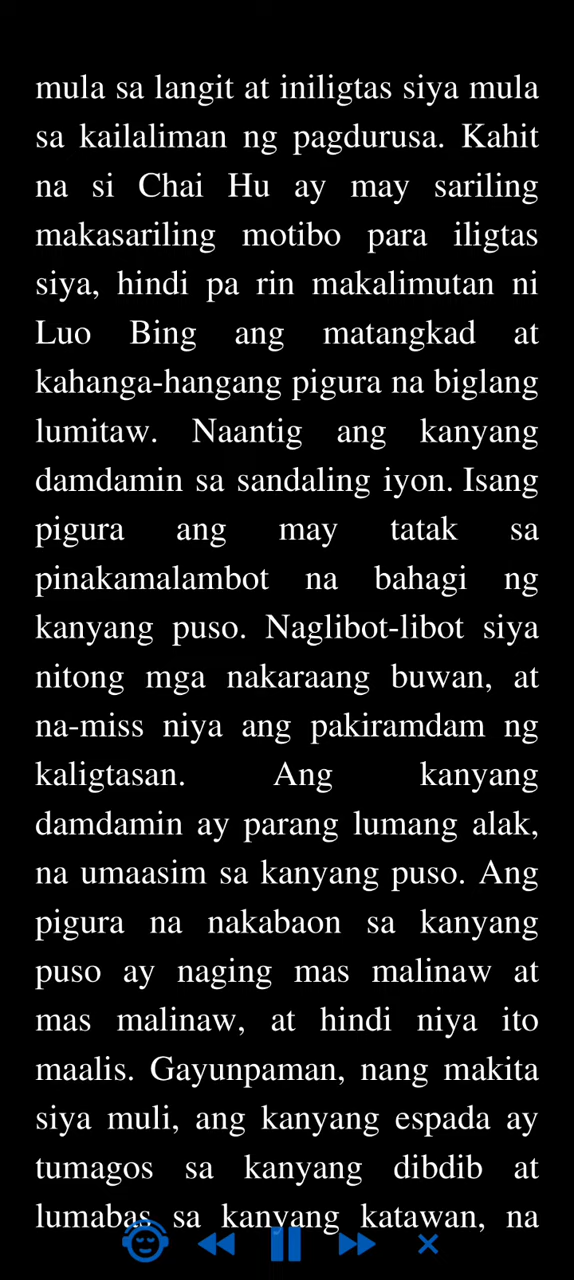 mula sa langit at iniligtas siya mula
sa kailaliman ng pagdurusa. Kahit
na si Chai Hu ay may sariling
makasariling motibo para iligtas
siya, hindi pa rin makalimutan ni
Luo Bing ang matangkad at
kahanga-hangang pigura na biglang
lumitaw. Naantig ang kanyang
damdamin sa sandaling iyon. Isang
pigura ang may tatak sa
pinakamalambot na bahagi ng
kanyang puso. Naglibot-libot siya
nitong mga nakaraang buwan, at
na-miss niya ang pakiramdam ng
kaligtasan. Ang kanyang
damdamin ay parang lumang alak,
na umaasim sa kanyang puso. Ang
pigura na nakabaon sa kanyang
puso ay naging mas malinaw at
mas malinaw, at hindi niya ito
maalis. Gayunpaman, nang makita
siya muli, ang kanyang espada ay
tumagos sa kanyang dibdib at
lumabas sa kanyang katawan, na